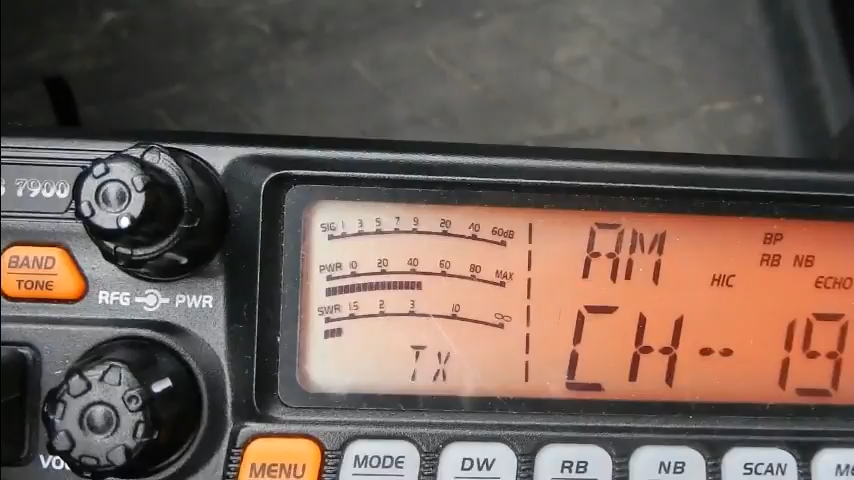 7900
BAND
TONE
RFG PWR
SIG 1 3 5 7 9 20 40 60dB
PWR 10 20 40 60 80 MAX
SWR 1.5 2 3 10 ∞
TX
AM
BP
RB NB
HIC
ECHO
CH-19
MENU
MODE
DW
RB
NB
SCAN